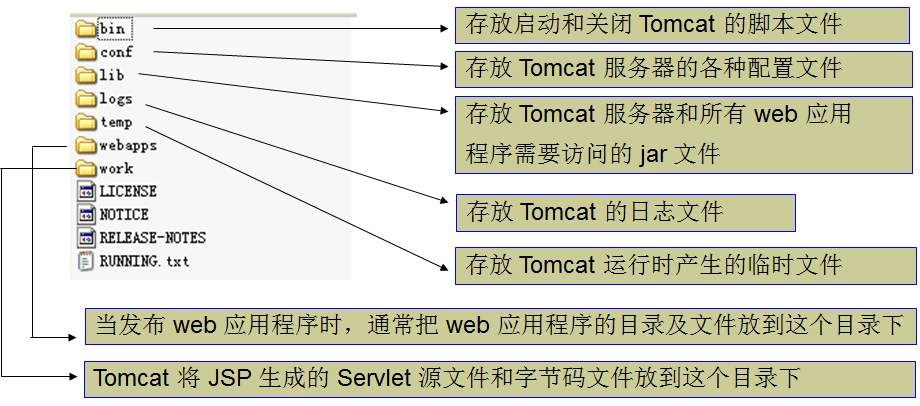 bin
conf
lib
logs
temp
webapps
work
LICENSE
NOTICE
RELEASE-NOTES
RUNNING.txt
存放启动和关闭 Tomcat 的脚本文件
存放 Tomcat 服务器的各种配置文件
存放 Tomcat 服务器和所有 web 应用
程序需要访问的 jar 文件
存放 Tomcat 的日志文件
存放 Tomcat 运行时产生的临时文件
当发布 web 应用程序时，通常把 web 应用程序的目录及文件放到这个目录下
Tomcat 将 JSP 生成的 Servlet 源文件和字节码文件放到这个目录下